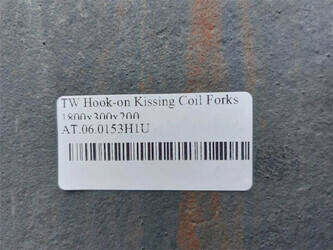 TW Hook-on Kissing Coil Forks
1800x300x200
AT.06.0153H1U